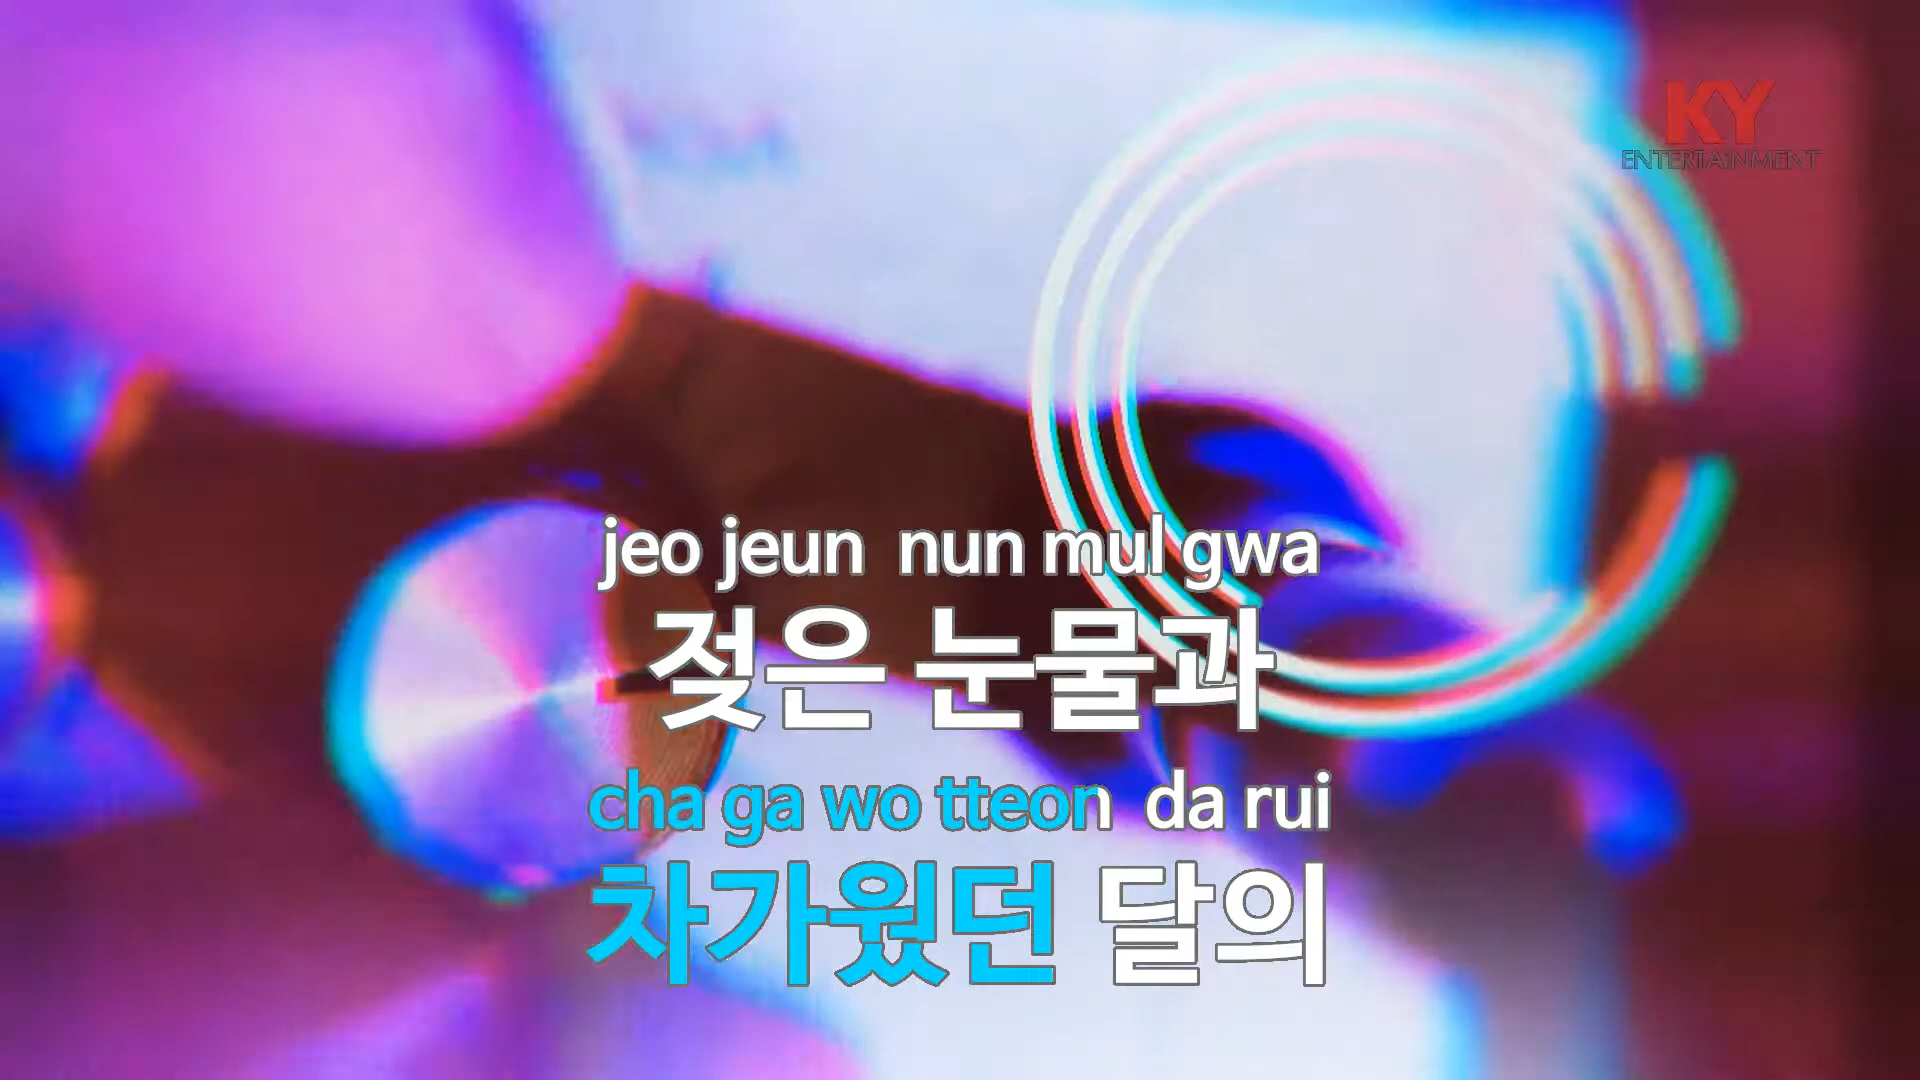 KY
ENTERTAINMENT
jeo jeun nun mul gwa
젖은 눈물과
cha ga wo tteon da rui
차가웠던 달의